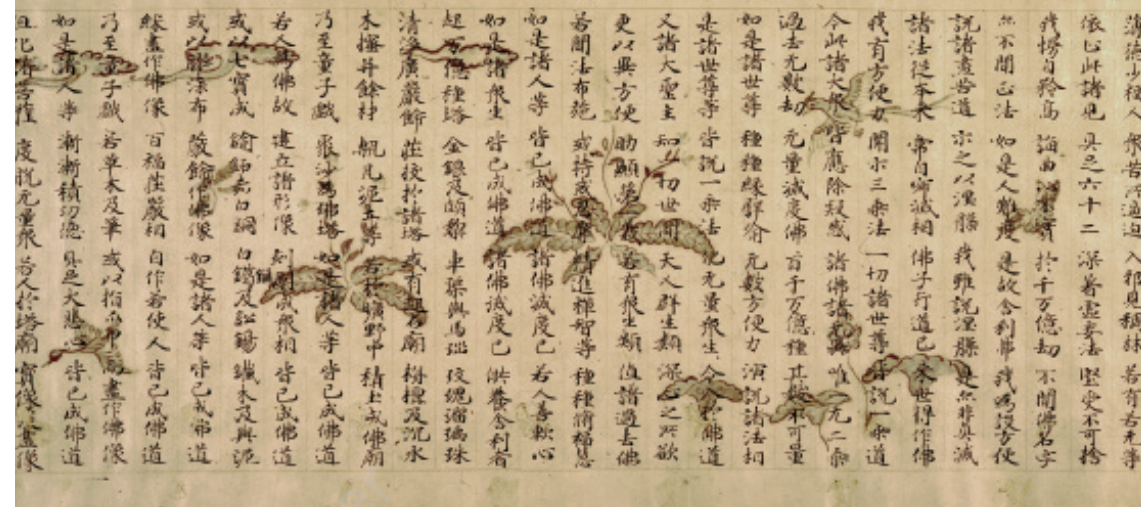 薄德少福人 衆苦所逼迫 入邪見稠林 若有若无等
依止此諸見 具足六十二 深著虚妄法 堅受不可捨
我慢自矜高 諂曲心不實 於千万億劫 不聞佛名字
亦不聞正法 如是人難度 是故舍利弗 我爲設方便
說諸盡苦道 示之以涅槃 我雖說涅槃 是亦非真滅
諸法從本來 常自寂滅相 佛子行道已 來世得作佛
我有方便力 開示三乘法 一切諸世尊 皆說一乘道
今此諸大衆 皆應除疑惑 諸佛語无異 唯一无二乘
過去无數劫 无量滅度佛 百千万億種 其數不可量
如是諸世尊 種種緣譬喻 无數方便力 演說諸法相
是諸世尊等 皆說一乘法 化无量衆生 令入於佛道
又諸大聖主 知一切世間 天人群生類 深心之所欲
更以異方便 助顯第一義 若有衆生類 值諸過去佛
若聞法布施 或持戒忍辱 精進禪智等 種種脩福慧
如是諸人等 皆已成佛道 諸佛滅度已 若人善軟心
如是諸衆生 皆已成佛道 諸佛滅度已 供養舍利者
起万億種塔 金銀及頗梨 車𤦲與馬瑙 玫瑰瑠璃珠
清淨廣嚴飾 莊校於諸塔 或有起石廟 栴檀及沉水
木櫁并餘材 甎瓦泥土等 若於曠野中 積土成佛廟
乃至童子戲 聚沙爲佛塔 如是諸人等 皆已成佛道
若人爲佛故 建立諸形像 刻彫成衆相 皆已成佛道
或以七寶成 鍮鉐赤白銅 白鑞及鉛錫 鐵木及與泥
或以膠漆布 嚴飾作佛像 如是諸人等 皆已成佛道
綵畫作佛像 百福莊嚴相 自作若使人 皆已成佛道
乃至童子戲 若草木及筆 或以指爪甲 而畫作佛像
如是諸人等 漸漸積功德 具足大悲心 皆已成佛道
但化諸菩薩 度脫无量衆 若人於塔廟 寶像及畫像